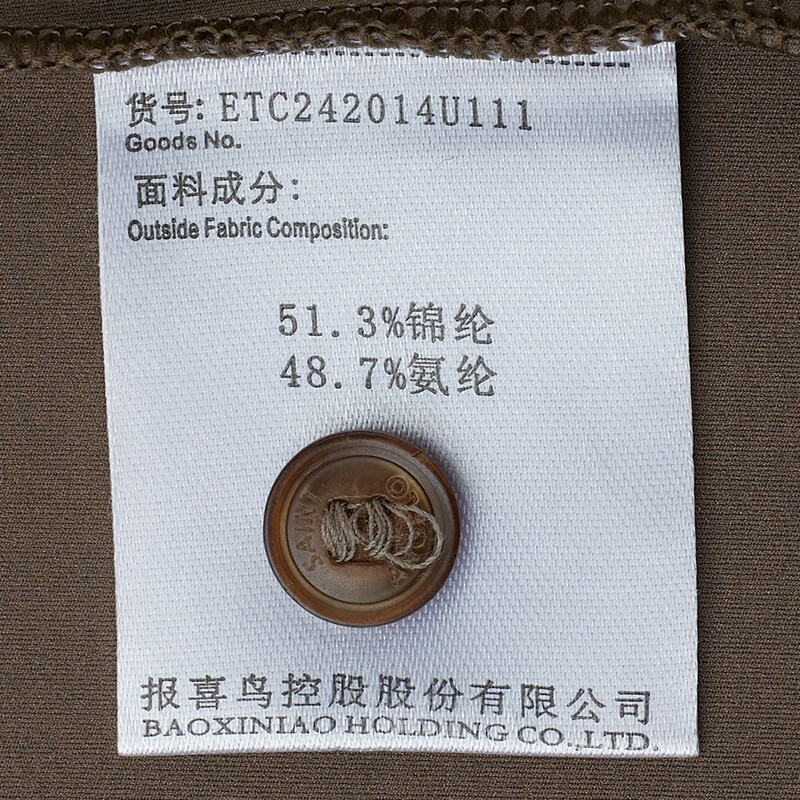 货号: ETC242014U111
Goods No.
面料成分:
Outside Fabric Composition:
51.3%锦纶
48.7%氨纶
SAINT
报喜鸟控股股份有限公司
BAOXINIAO HOLDING CO.,LTD.